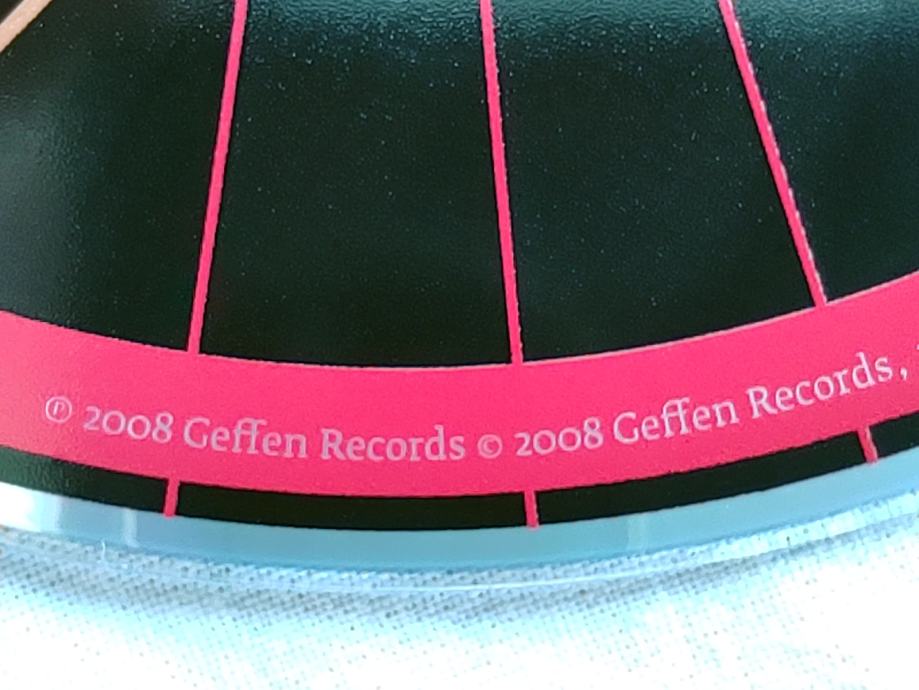 ℗ 2008 Geffen Records © 2008 Geffen Records,